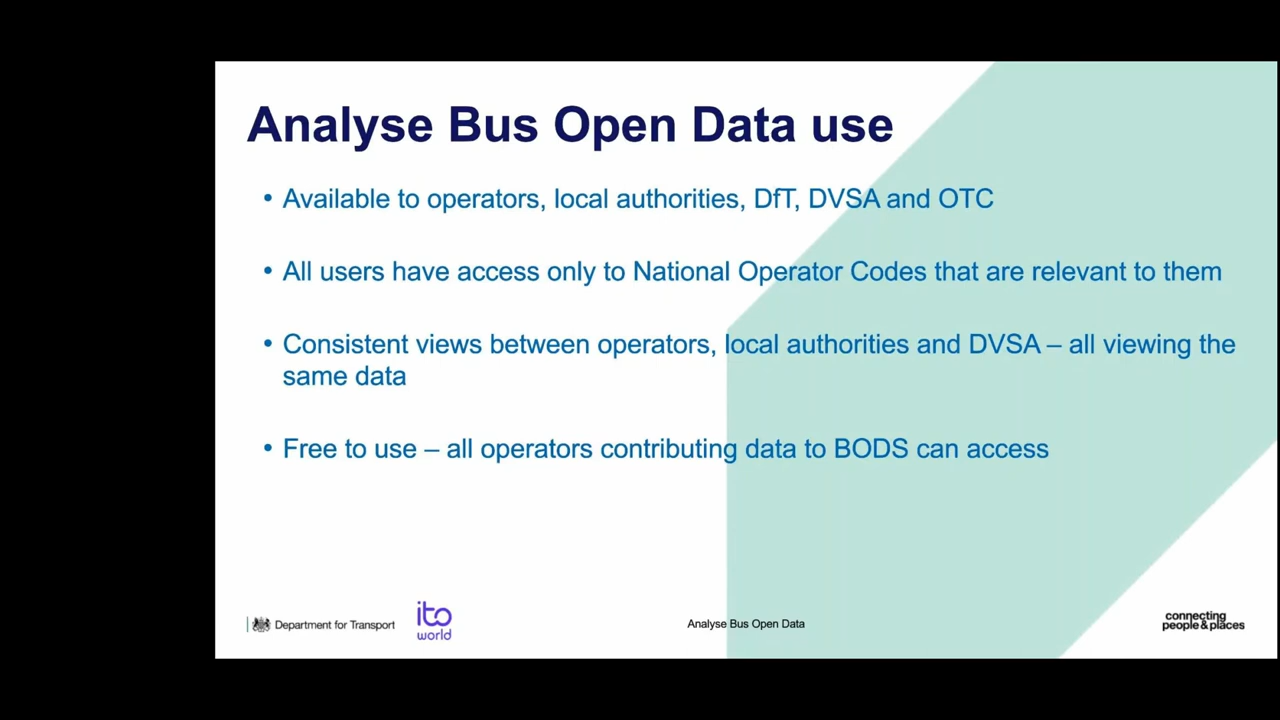 Analyse Bus Open Data use
• Available to operators, local authorities, DfT, DVSA and OTC
• All users have access only to National Operator Codes that are relevant to them
• Consistent views between operators, local authorities and DVSA – all viewing the
same data
• Free to use – all operators contributing data to BODS can access
Department for Transport
ito
world
Analyse Bus Open Data
connecting
people & places